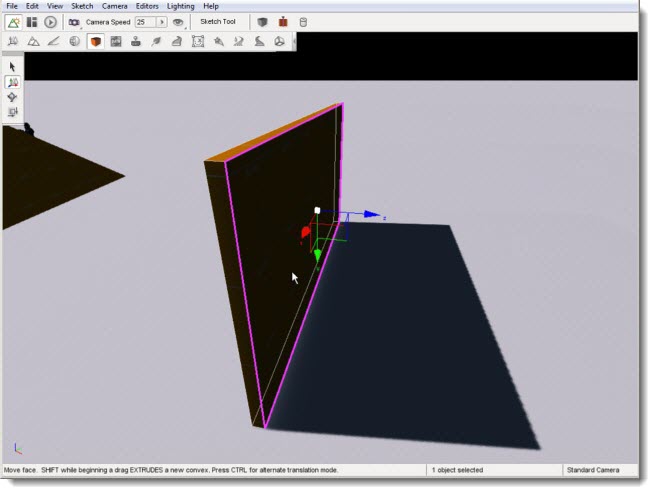 File Edit View Sketch Camera Editors Lighting Help
Camera Speed 25 Sketch Tool
z
Move face. SHIFT while beginning a drag EXTRUDES a new convex. Press CTRL for alternate translation mode. 1 object selected Standard Camera